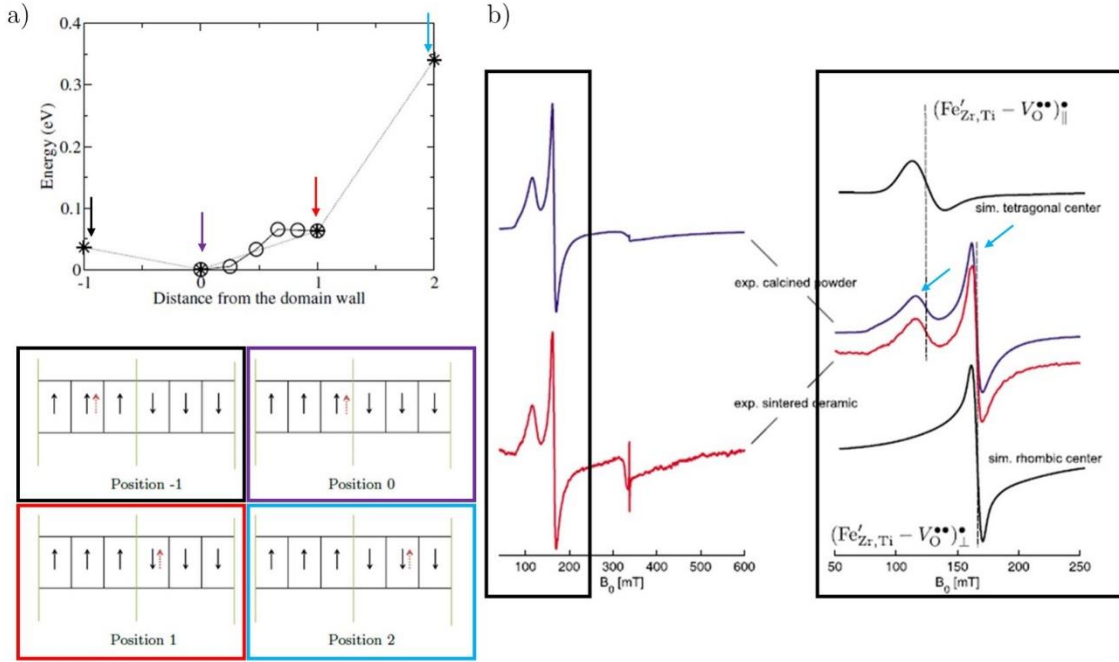 a)
0.4
0.3
0.2
0.1
0
Energy (eV)
-1 0 1 2
Distance from the domain wall
Position -1
Position 0
Position 1
Position 2
b)
exp. calcined powder
exp. sintered ceramic
0 100 200 300 400 500 600
B₀ [mT]
(Fe′Zr,Ti − VO••)∥•
sim. tetragonal center
sim. rhombic center
(Fe′Zr,Ti − VO••)⊥•
50 100 150 200 250
B₀ [mT]